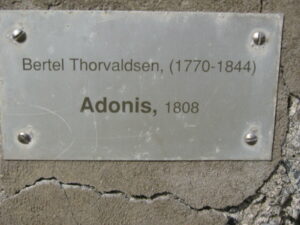 Bertel Thorvaldsen, (1770-1844)
Adonis, 1808